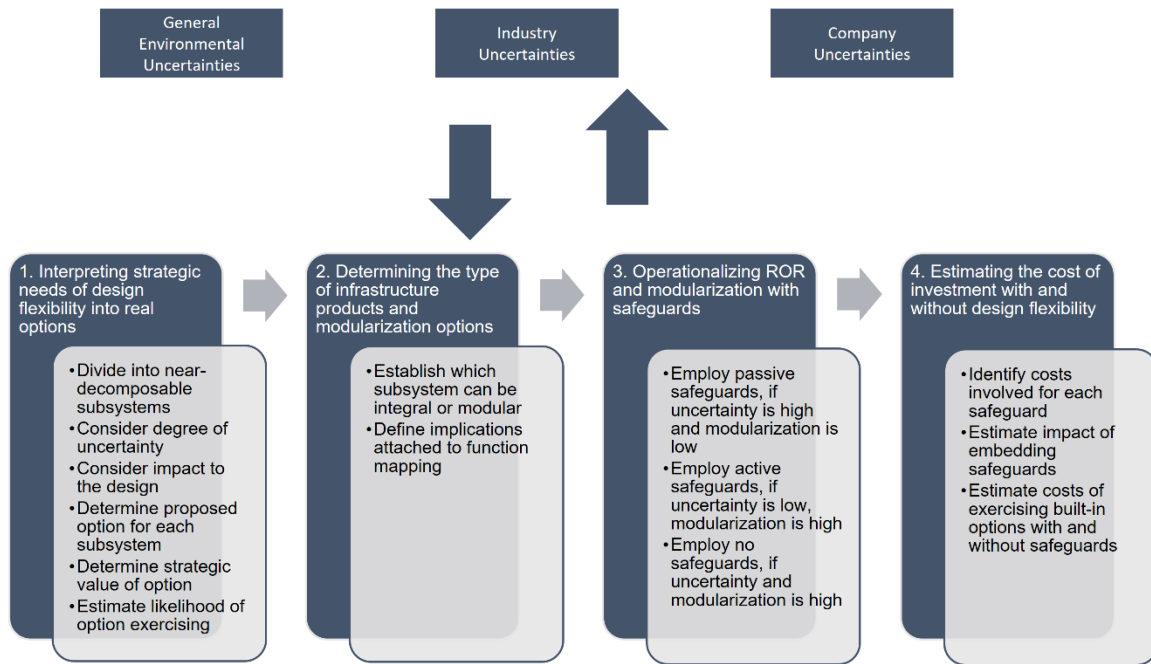 General
Environmental
Uncertainties
Industry
Uncertainties
Company
Uncertainties
1. Interpreting strategic
needs of design
flexibility into real
options
•Divide into near-
decomposable
subsystems
•Consider degree of
uncertainty
•Consider impact to
the design
•Determine proposed
option for each
subsystem
•Determine strategic
value of option
•Estimate likelihood of
option exercising
2. Determining the type
of infrastructure
products and
modularization options
•Establish which
subsystem can be
integral or modular
•Define implications
attached to function
mapping
3. Operationalizing ROR
and modularization with
safeguards
•Employ passive
safeguards, if
uncertainty is high
and modularization is
low
•Employ active
safeguards, if
uncertainty is low,
modularization is high
•Employ no
safeguards, if
uncertainty and
modularization is high
4. Estimating the cost of
investment with and
without design flexibility
•Identify costs
involved for each
safeguard
•Estimate impact of
embedding
safeguards
•Estimate costs of
exercising built-in
options with and
without safeguards